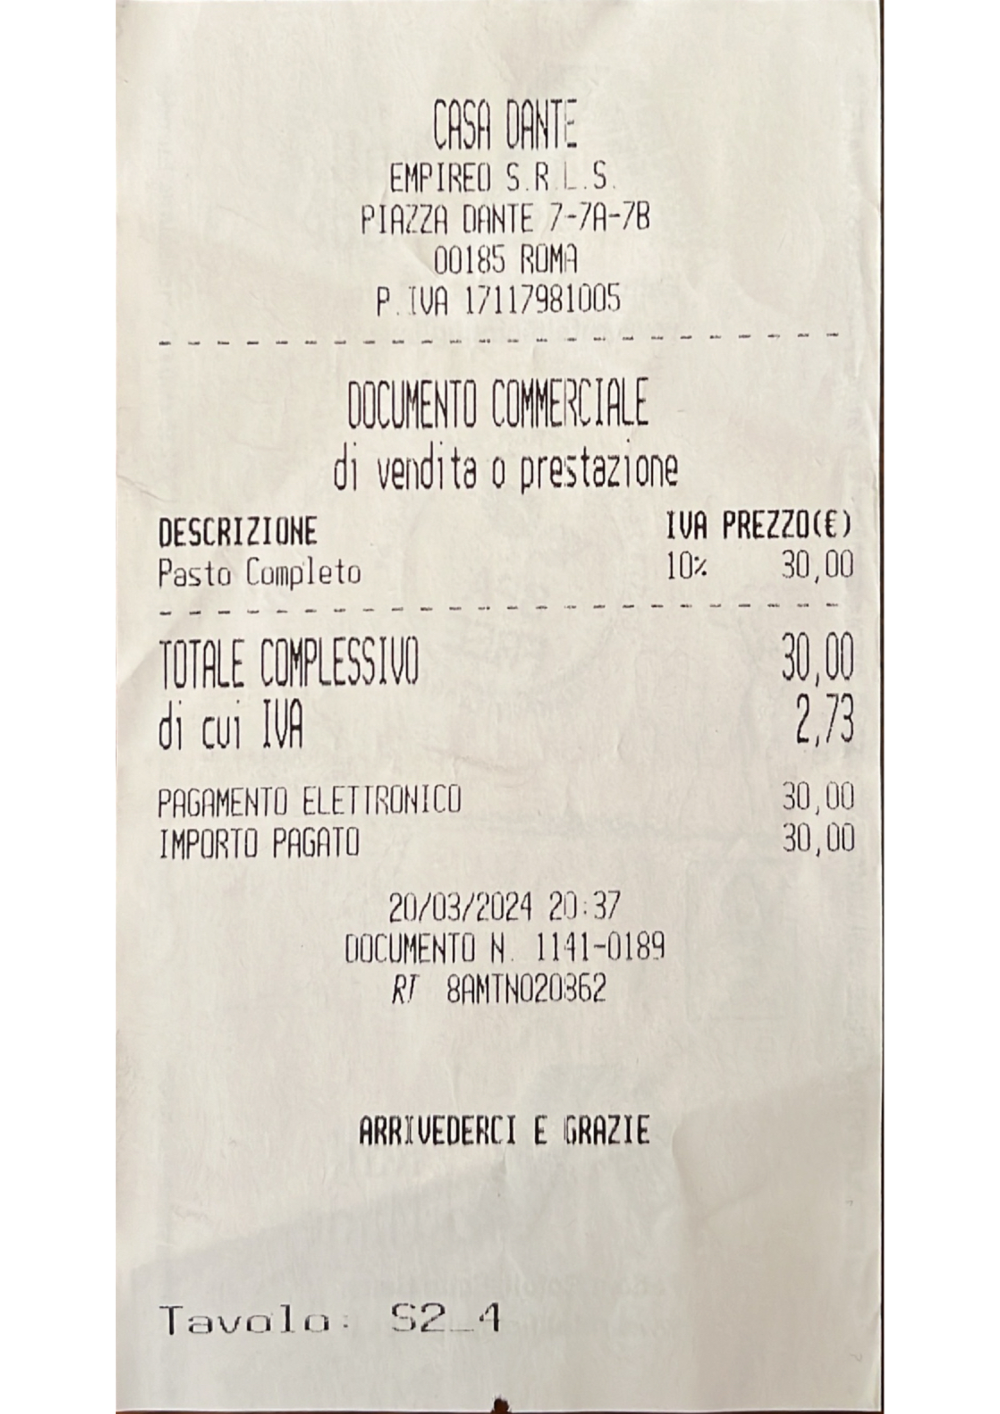 CASA DANTE
EMPIREO S.R.L.S.
PIAZZA DANTE 7-7A-7B
00185 ROMA
P.IVA 17117981005
DOCUMENTO COMMERCIALE
di vendita o prestazione
DESCRIZIONE IVA PREZZO(€)
Pasto Completo 10% 30,00
TOTALE COMPLESSIVO 30,00
di cui IVA 2,73
PAGAMENTO ELETTRONICO 30,00
IMPORTO PAGATO 30,00
20/03/2024 20:37
DOCUMENTO N. 1141-0189
RT 8AMTN020362
ARRIVEDERCI E GRAZIE
Tavolo: S2_4